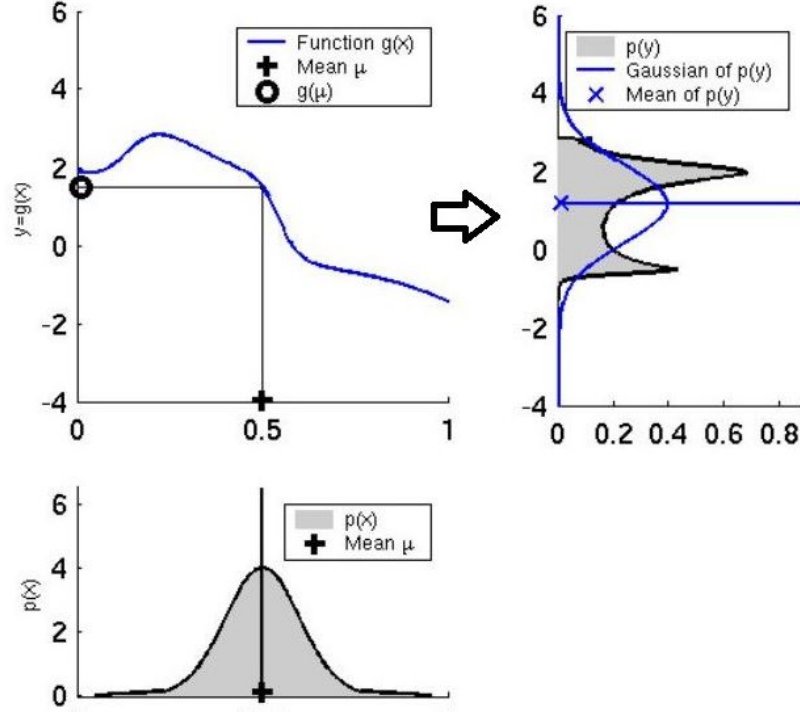 6
4
2
0
-2
-4
y=g(x)
Function g(x)
Mean μ
g(μ)
0
0.5
1
6
4
2
0
-2
-4
p(y)
Gaussian of p(y)
Mean of p(y)
0 0.2 0.4 0.6 0.8
6
4
2
0
p(x)
p(x)
Mean μ